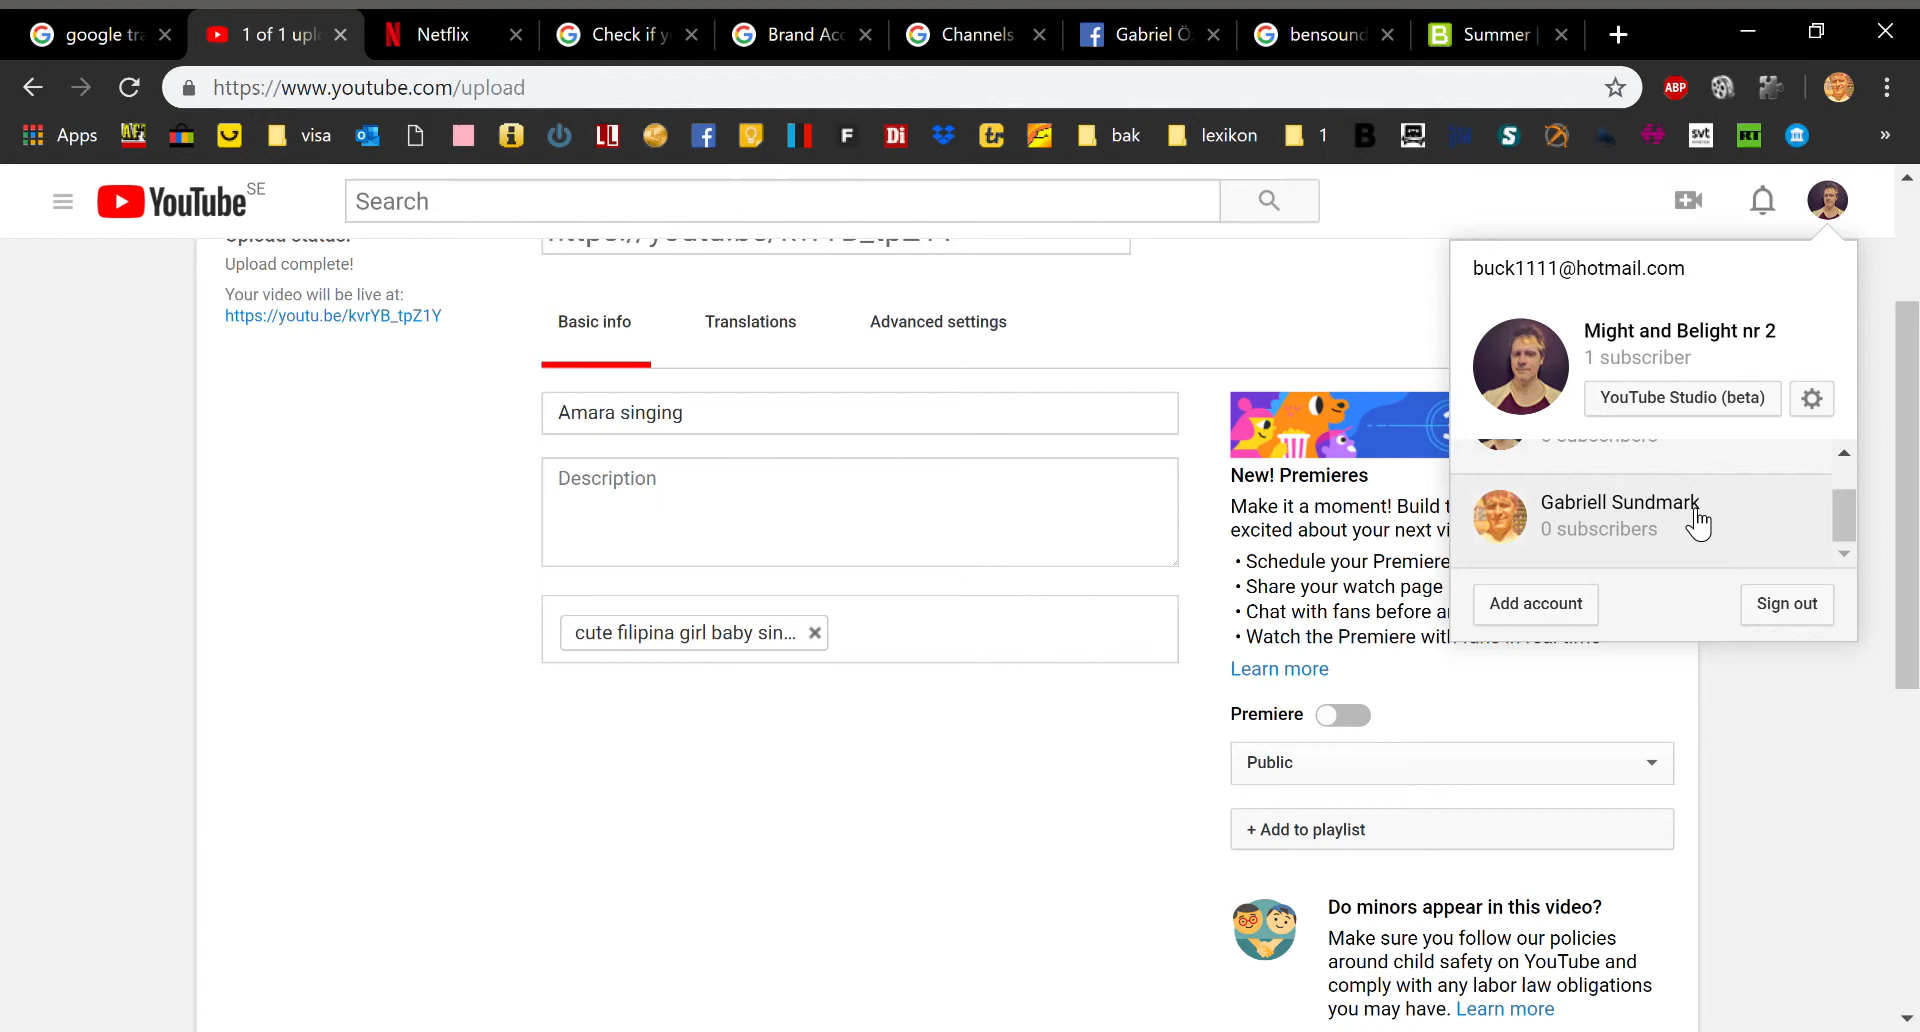 google tr
1 of 1 upl
Netflix
Check if y
Brand Acc
Channels
Gabriel Ö
bensound
Summer |
https://www.youtube.com/upload
ABP
Apps
visa
LL
F
Di
tr
bak
lexikon
1
B
S
svt
RT
»
YouTube SE
Search
Upload complete!
Your video will be live at:
https://youtu.be/kvrYB_tpZ1Y
Basic info
Translations
Advanced settings
Amara singing
Description
cute filipina girl baby sin...
buck1111@hotmail.com
Might and Belight nr 2
1 subscriber
YouTube Studio (beta)
Gabriell Sundmark
0 subscribers
Add account
Sign out
New! Premieres
Make it a moment! Build
excited about your next
• Schedule your Premiere
• Share your watch page
• Chat with fans before
• Watch the Premiere with
Learn more
Premiere
Public
+ Add to playlist
Do minors appear in this video?
Make sure you follow our policies
around child safety on YouTube and
comply with any labor law obligations
you may have. Learn more